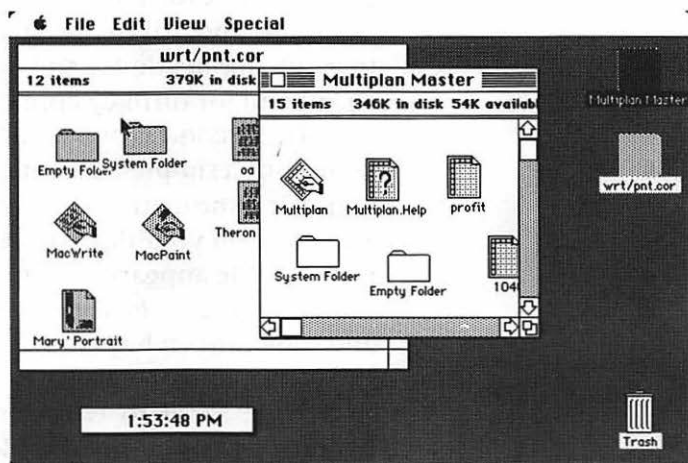 File Edit View Special
wrt/pnt.cor
12 items 379K in disk
Multiplan Master
15 items 346K in disk 54K availabl
Empty Folder
System Folder
oa
MacWrite
MacPaint
Theron
Mary' Portrait
Multiplan
Multiplan.Help
profit
System Folder
Empty Folder
104
Multiplan Master
wrt/pnt.cor
1:53:48 PM
Trash